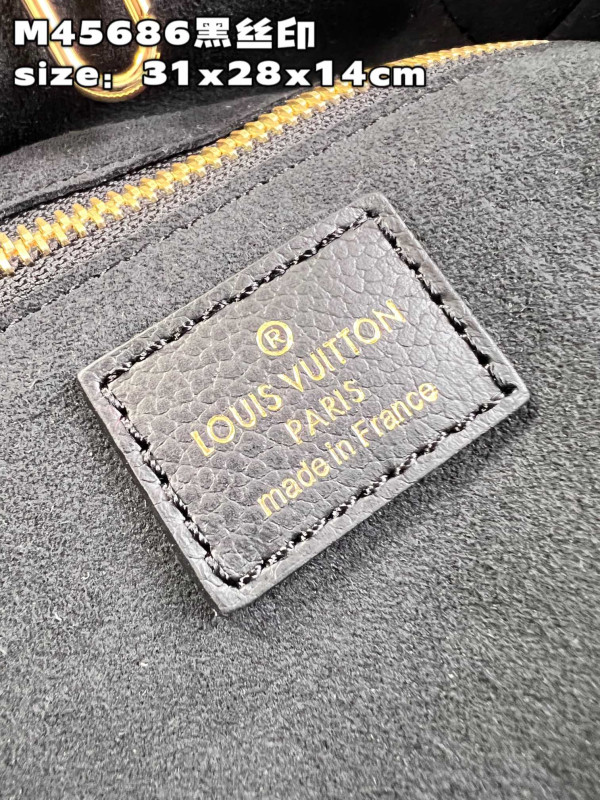 M45686黑丝印
size：31x28x14cm
®
LOUIS VUITTON
PARIS
made in France